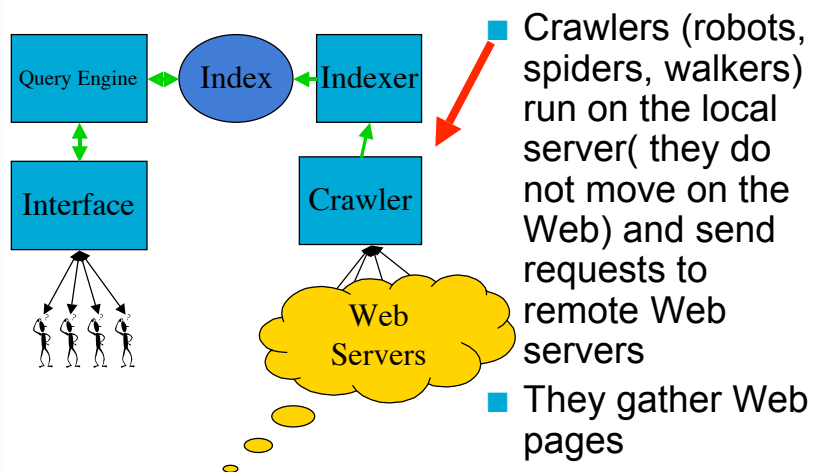 Query Engine
Index
Indexer
Interface
Crawler
Web
Servers
? ? ? ?
Crawlers (robots,
spiders, walkers)
run on the local
server( they do
not move on the
Web) and send
requests to
remote Web
servers
They gather Web
pages